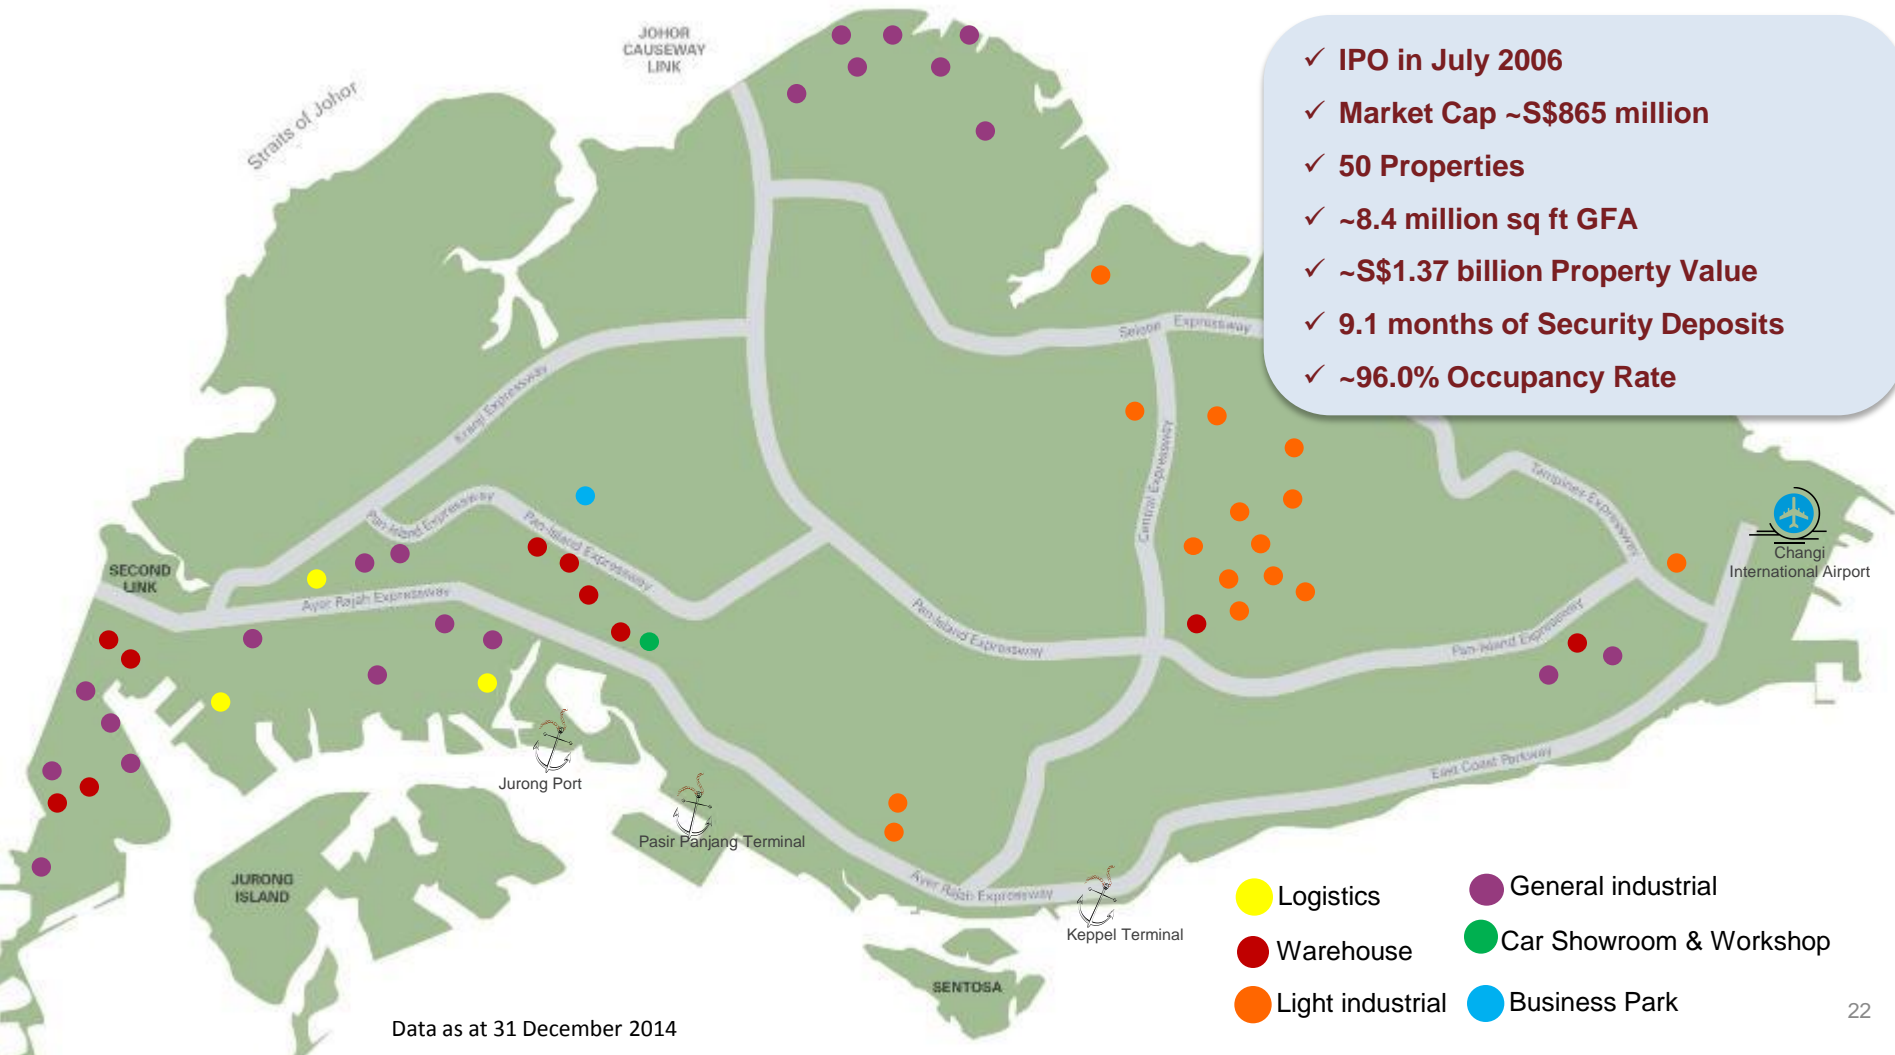 JOHOR
CAUSEWAY
LINK
Straits of Johor
✓ IPO in July 2006
✓ Market Cap ~S$865 million
✓ 50 Properties
✓ ~8.4 million sq ft GFA
✓ ~S$1.37 billion Property Value
✓ 9.1 months of Security Deposits
✓ ~96.0% Occupancy Rate
Expressway
Kranji Expressway
Central Expressway
Tampines Expressway
Pan-Island Expressway
Pan-Island Expressway
Changi
International Airport
SECOND
LINK
Ayer Rajah Expressway
Pan-Island Expressway
Pan-Island Expressway
East Coast Parkway
Jurong Port
Pasir Panjang Terminal
JURONG
ISLAND
Ayer Rajah Expressway
Keppel Terminal
SENTOSA
Logistics
General industrial
Warehouse
Car Showroom & Workshop
Light industrial
Business Park
Data as at 31 December 2014
22